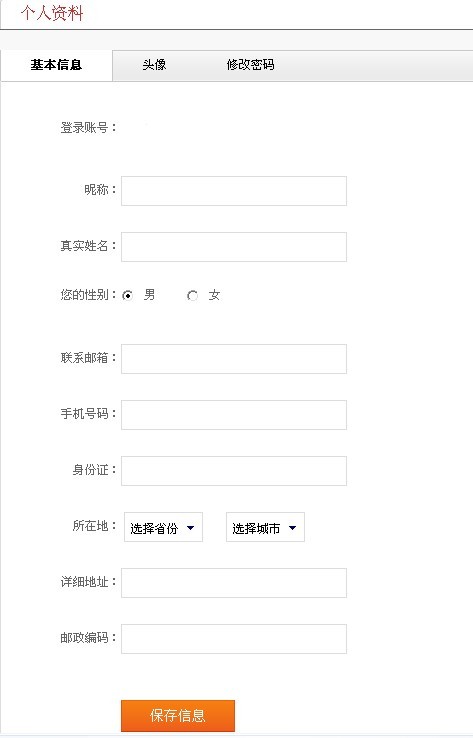 个人资料
基本信息 头像 修改密码
登录账号：
昵称：
真实姓名：
您的性别： 男 女
联系邮箱：
手机号码：
身份证：
所在地： 选择省份 选择城市
详细地址：
邮政编码：
保存信息